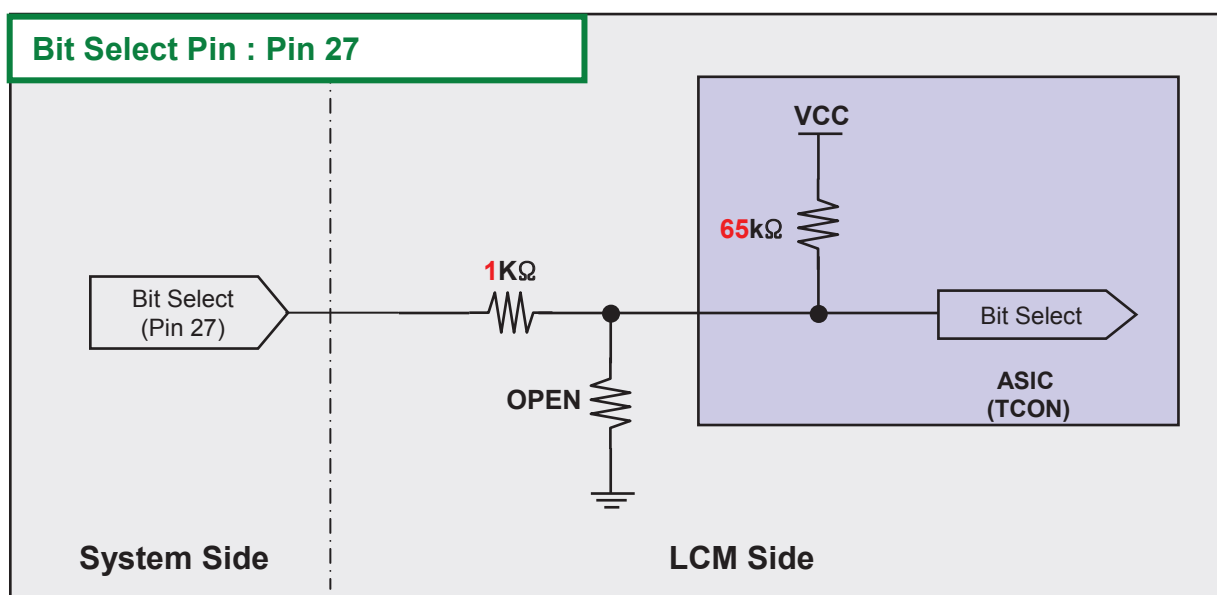 Bit Select Pin : Pin 27
VCC
65kΩ
1KΩ
Bit Select
(Pin 27)
Bit Select
OPEN
ASIC
(TCON)
System Side
LCM Side